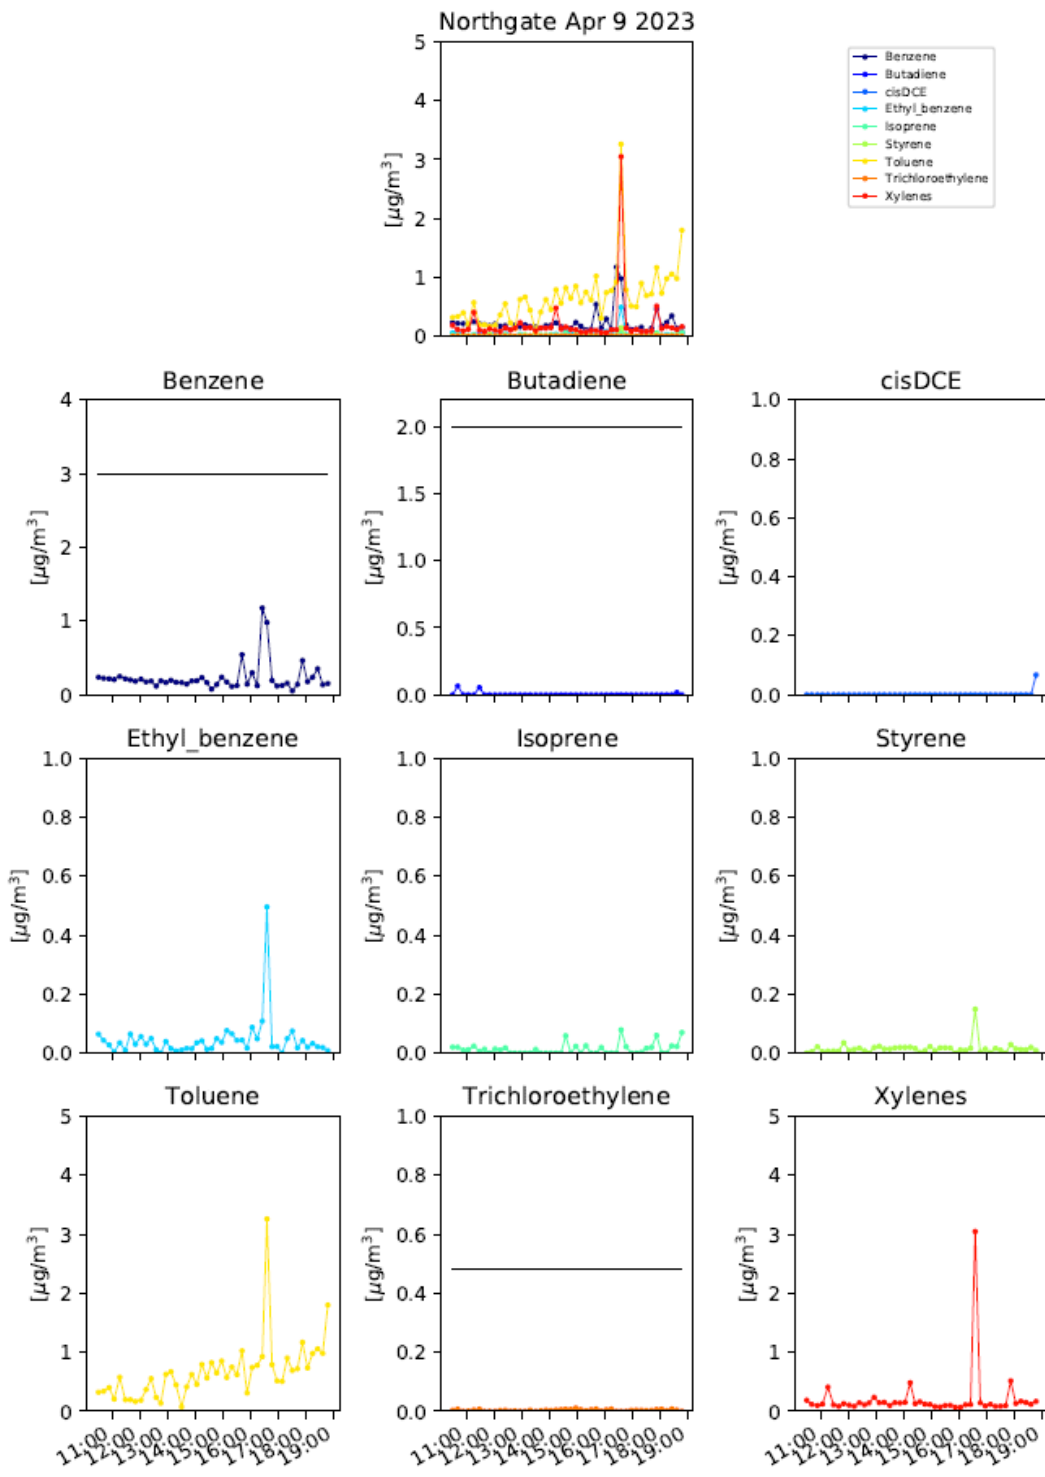 Northgate Apr 9 2023
5
4
3
2
1
0
[μg/m³]
Benzene
Butadiene
cisDCE
Ethyl_benzene
Isoprene
Styrene
Toluene
Trichloroethylene
Xylenes
Benzene
4
3
2
1
0
[μg/m³]
Butadiene
2.0
1.5
1.0
0.5
0.0
[μg/m³]
cisDCE
1.0
0.8
0.6
0.4
0.2
0.0
[μg/m³]
Ethyl_benzene
1.0
0.8
0.6
0.4
0.2
0.0
[μg/m³]
Isoprene
1.0
0.8
0.6
0.4
0.2
0.0
[μg/m³]
Styrene
1.0
0.8
0.6
0.4
0.2
0.0
[μg/m³]
Toluene
5
4
3
2
1
0
[μg/m³]
11:00 12:00 13:00 14:00 15:00 16:00 17:00 18:00 19:00
Trichloroethylene
1.0
0.8
0.6
0.4
0.2
0.0
[μg/m³]
11:00 12:00 13:00 14:00 15:00 16:00 17:00 18:00 19:00
Xylenes
5
4
3
2
1
0
[μg/m³]
11:00 12:00 13:00 14:00 15:00 16:00 17:00 18:00 19:00